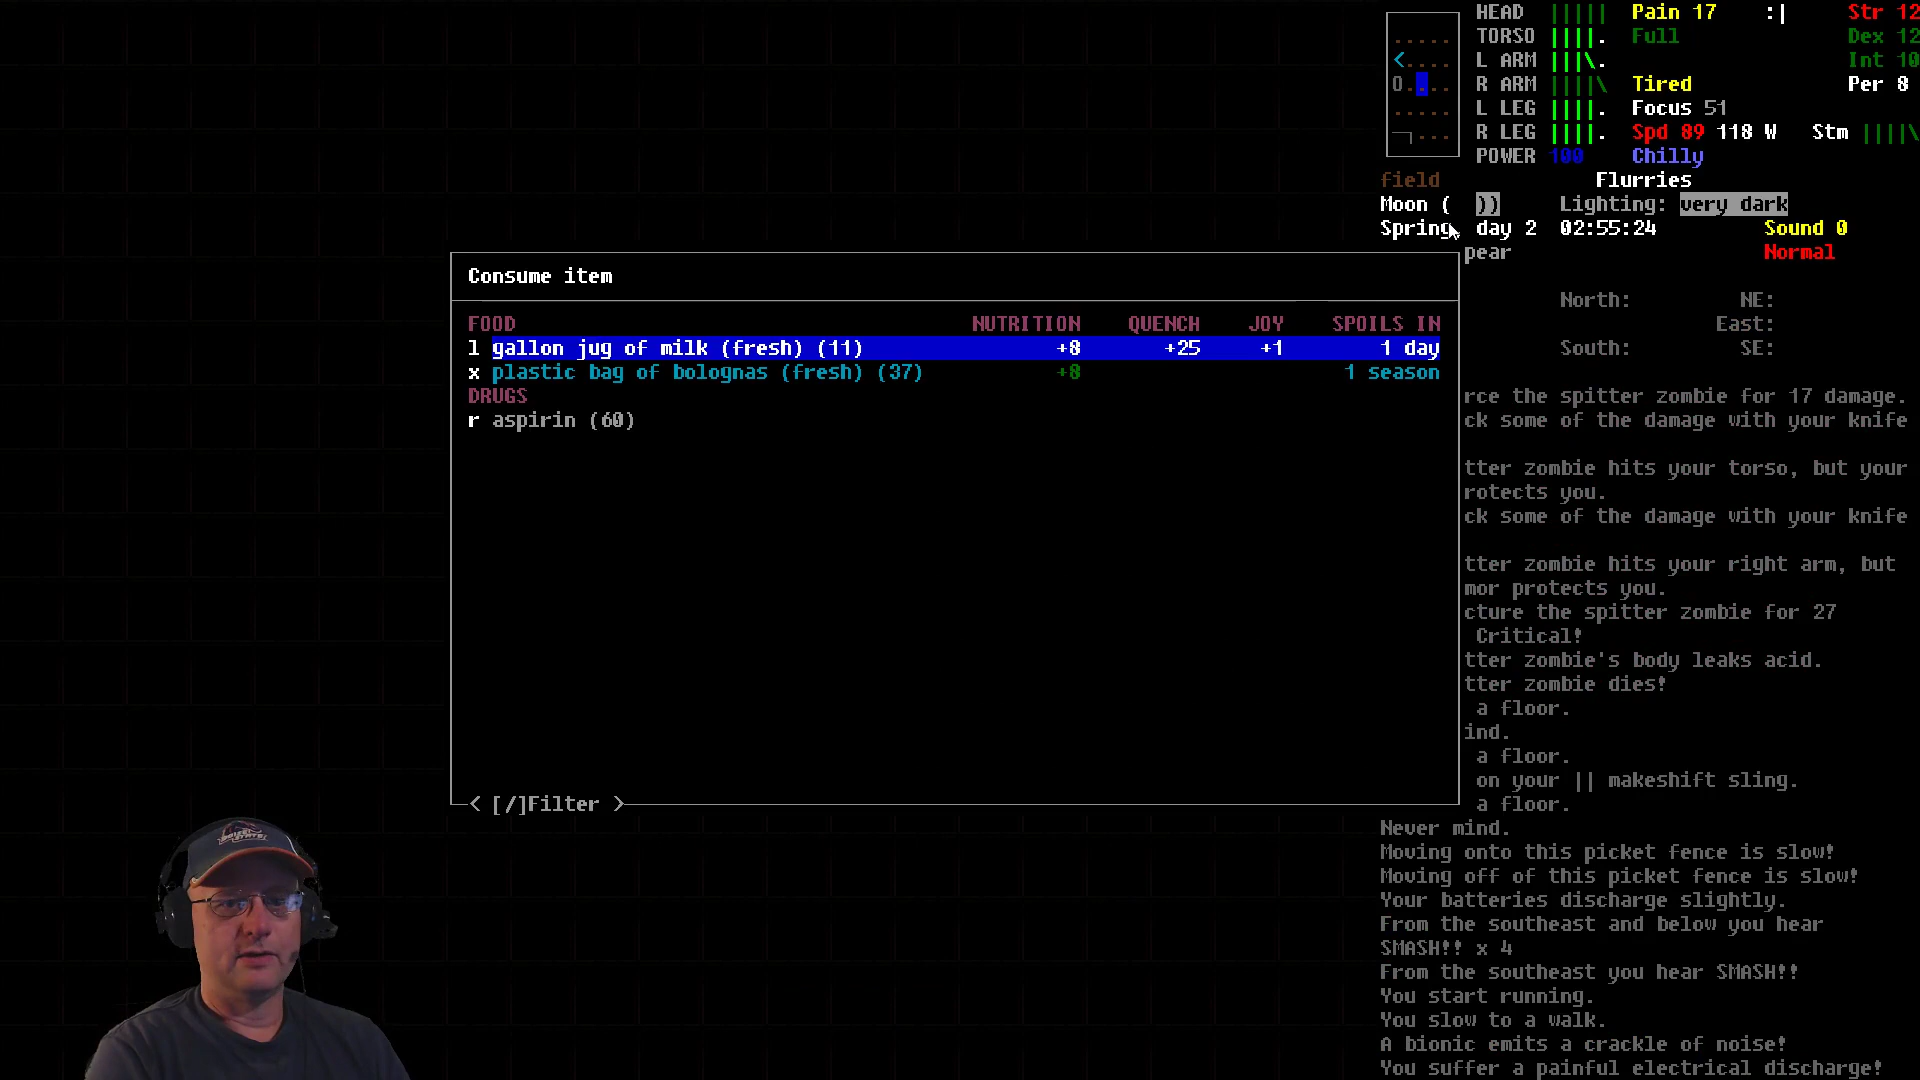 HEAD ||||| Pain 17 :| Str 12
TORSO ||||. Full Dex 12
<.... L ARM |||\. Int 10
0. .. R ARM ||||\ Tired Per 8
..... L LEG ||||. Focus 51
R LEG ||||. Spd 89 118 W Stm ||||\
POWER 100 Chilly
field Flurries
Moon ( )) Lighting: very dark
Spring, day 2 02:55:24 Sound 0
pear Normal
Consume item
North: NE:
East:
South: SE:
FOOD NUTRITION QUENCH JOY SPOILS IN
l gallon jug of milk (fresh) (11) +8 +25 +1 1 day
x plastic bag of bolognas (fresh) (37) +8 1 season
DRUGS
r aspirin (60)
< [/]Filter >
rce the spitter zombie for 17 damage.
ck some of the damage with your knife
tter zombie hits your torso, but your
rotects you.
ck some of the damage with your knife
tter zombie hits your right arm, but
mor protects you.
cture the spitter zombie for 27
Critical!
tter zombie's body leaks acid.
tter zombie dies!
a floor.
ind.
a floor.
on your || makeshift sling.
a floor.
Never mind.
Moving onto this picket fence is slow!
Moving off of this picket fence is slow!
Your batteries discharge slightly.
From the southeast and below you hear
SMASH!! x 4
From the southeast you hear SMASH!!
You start running.
You slow to a walk.
A bionic emits a crackle of noise!
You suffer a painful electrical discharge!